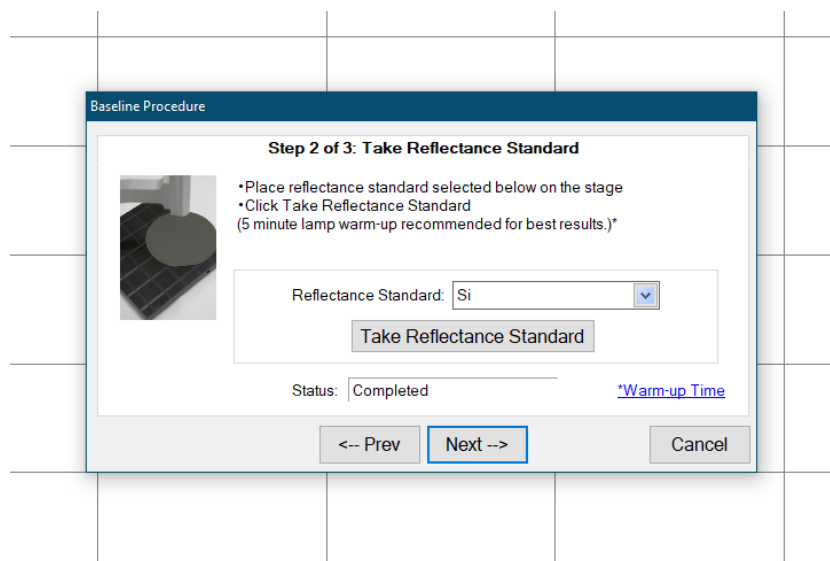 Baseline Procedure
Step 2 of 3: Take Reflectance Standard
•Place reflectance standard selected below on the stage
•Click Take Reflectance Standard
(5 minute lamp warm-up recommended for best results.)*
Reflectance Standard: Si
Take Reflectance Standard
Status: Completed *Warm-up Time
<-- Prev Next --> Cancel